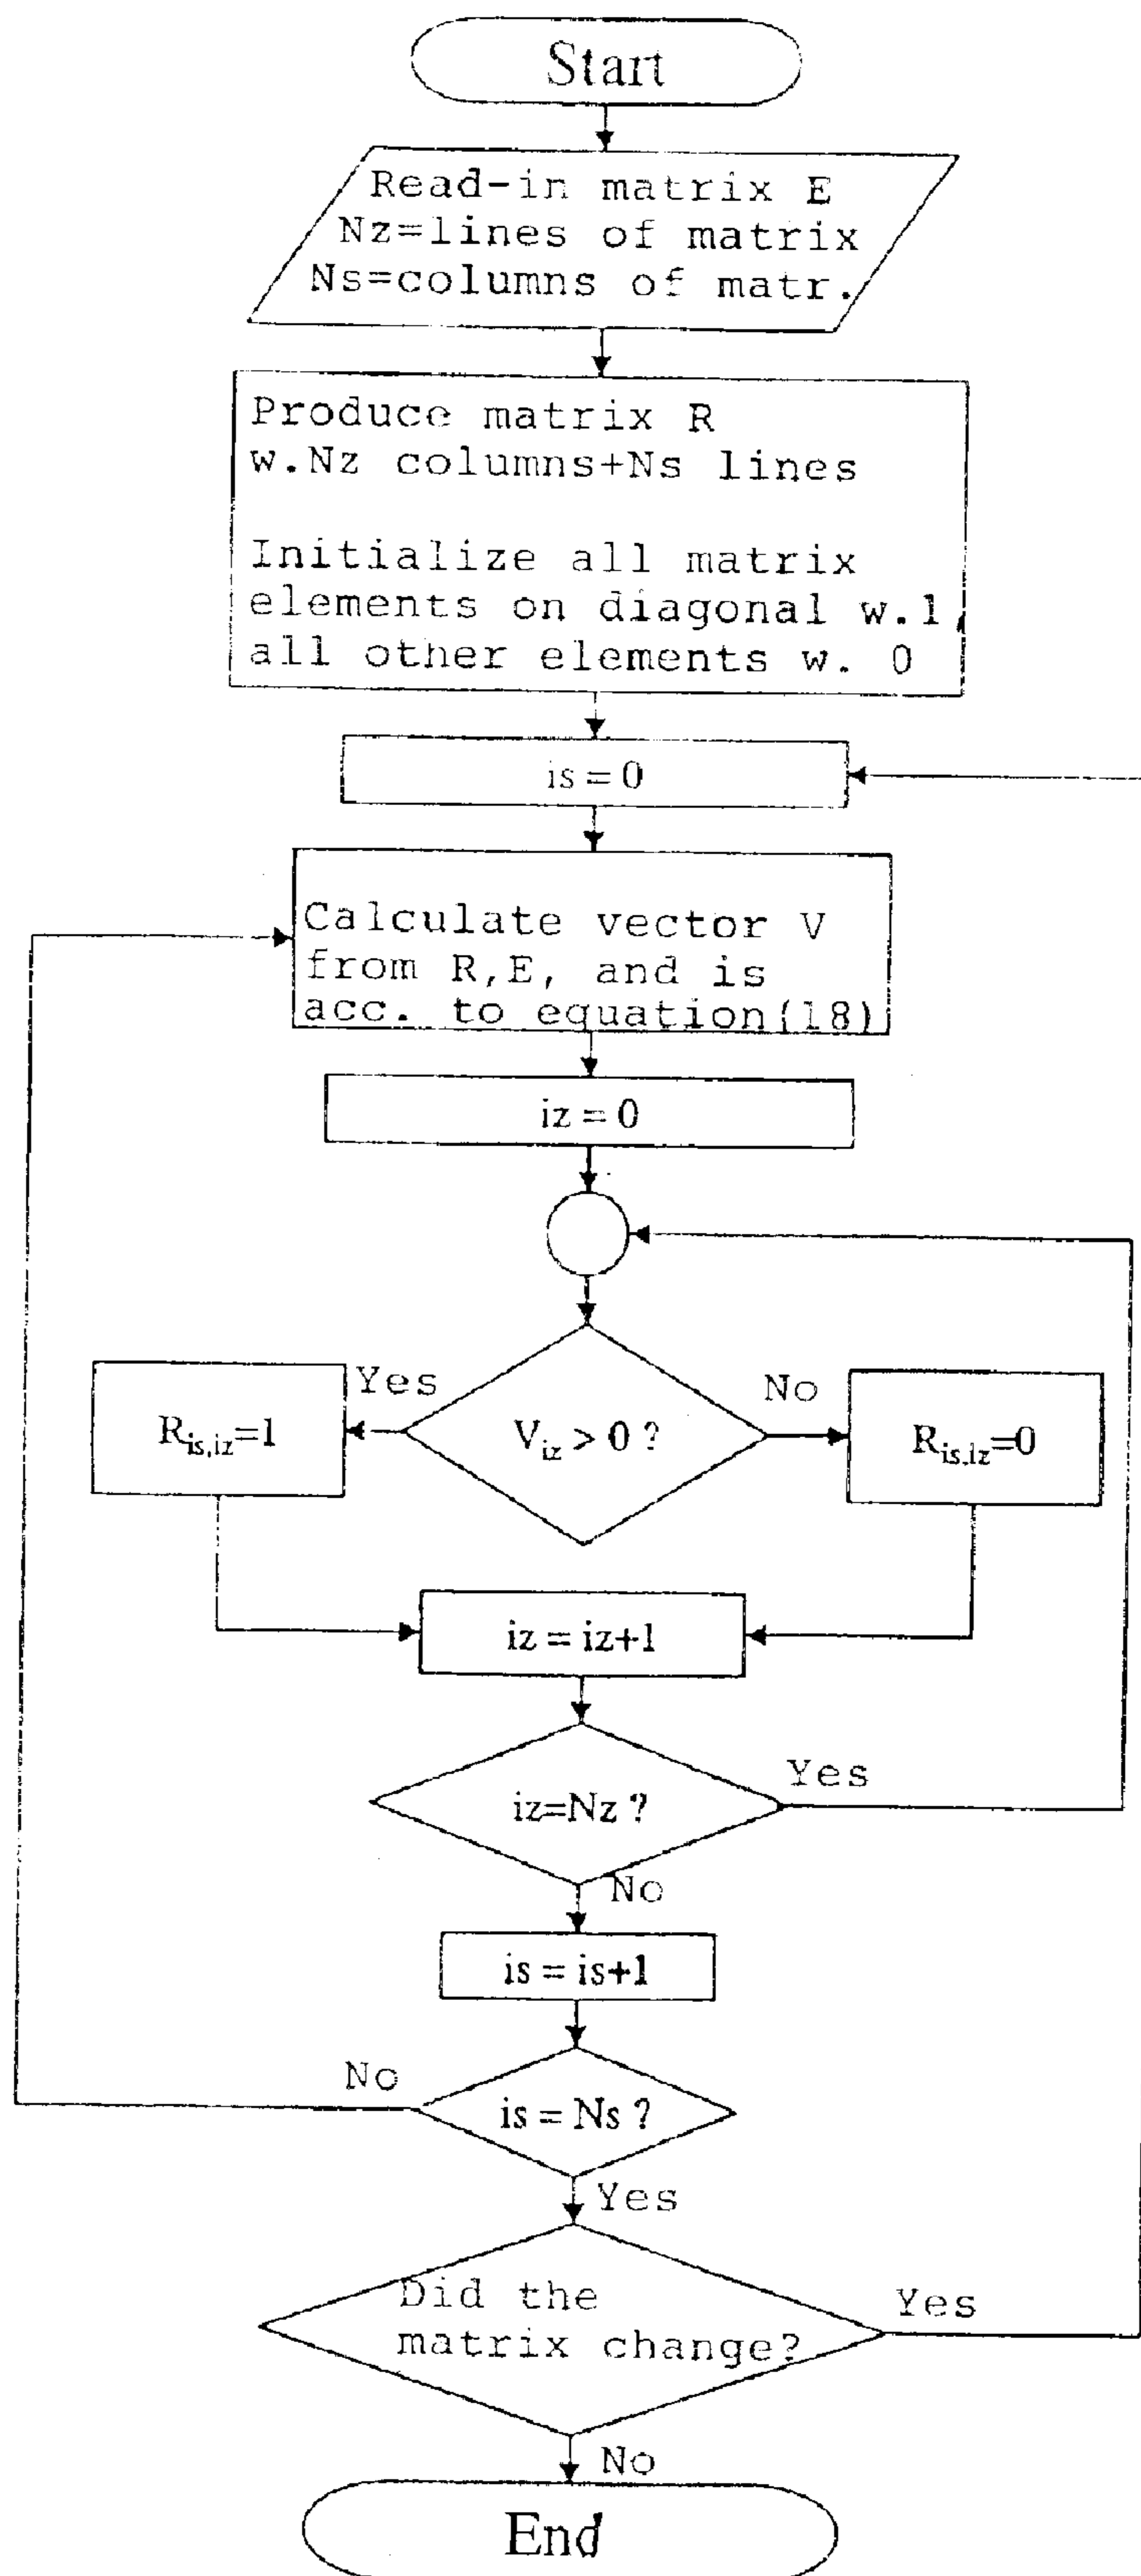 Start
Read-in matrix E
Nz=lines of matrix
Ns=columns of matr.
Produce matrix R
w.Nz columns+Ns lines
Initialize all matrix
elements on diagonal w.1,
all other elements w. 0
is = 0
Calculate vector V
from R,E, and is
acc. to equation(18)
iz = 0
Yes
No
R_is,iz=1
V_iz > 0 ?
R_is,iz=0
iz = iz+1
Yes
iz=Nz ?
No
is = is+1
No
is = Ns ?
Yes
Did the
matrix change?
Yes
No
End